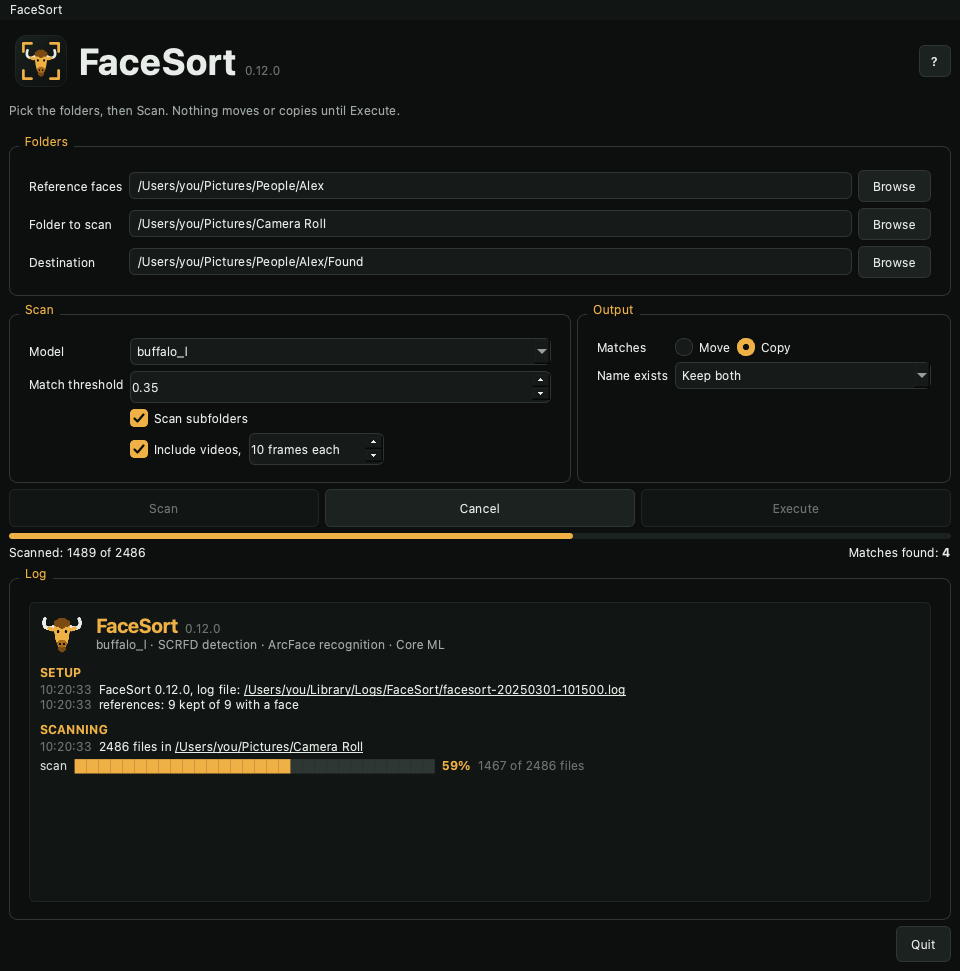 FaceSort
FaceSort 0.12.0
?
Pick the folders, then Scan. Nothing moves or copies until Execute.
Folders
Reference faces /Users/you/Pictures/People/Alex Browse
Folder to scan /Users/you/Pictures/Camera Roll Browse
Destination /Users/you/Pictures/People/Alex/Found Browse
Scan
Model buffalo_l
Match threshold 0.35
Scan subfolders
Include videos, 10 frames each
Output
Matches Move Copy
Name exists Keep both
Scan Cancel Execute
Scanned: 1489 of 2486 Matches found: 4
Log
FaceSort 0.12.0
buffalo_l · SCRFD detection · ArcFace recognition · Core ML
SETUP
10:20:33 FaceSort 0.12.0, log file: /Users/you/Library/Logs/FaceSort/facesort-20250301-101500.log
10:20:33 references: 9 kept of 9 with a face
SCANNING
10:20:33 2486 files in /Users/you/Pictures/Camera Roll
scan 59% 1467 of 2486 files
Quit